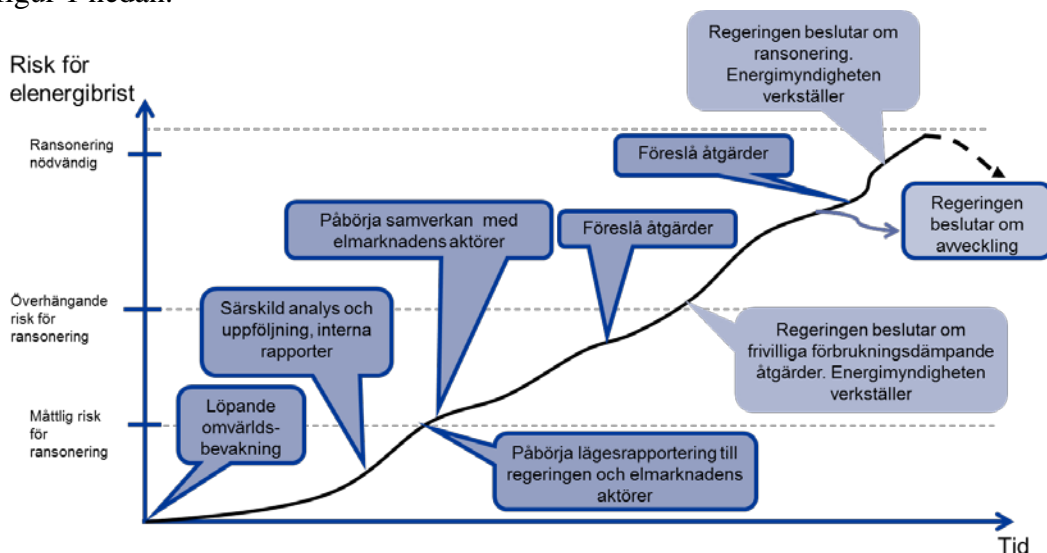 figur 1 nedan.
Risk för
elenergibrist
Ransonering
nödvändig
Överhängande
risk för
ransonering
Måttlig risk
för
ransonering
Löpande
omvärlds-
bevakning
Särskild analys och
uppföljning, interna
rapporter
Påbörja samverkan med
elmarknadens aktörer
Påbörja lägesrapportering till
regeringen och elmarknadens
aktörer
Föreslå åtgärder
Regeringen beslutar om
frivilliga förbrukningsdämpande
åtgärder. Energimyndigheten
verkställer
Föreslå åtgärder
Regeringen beslutar om
ransonering.
Energimyndigheten
verkställer
Regeringen
beslutar om
avveckling
Tid